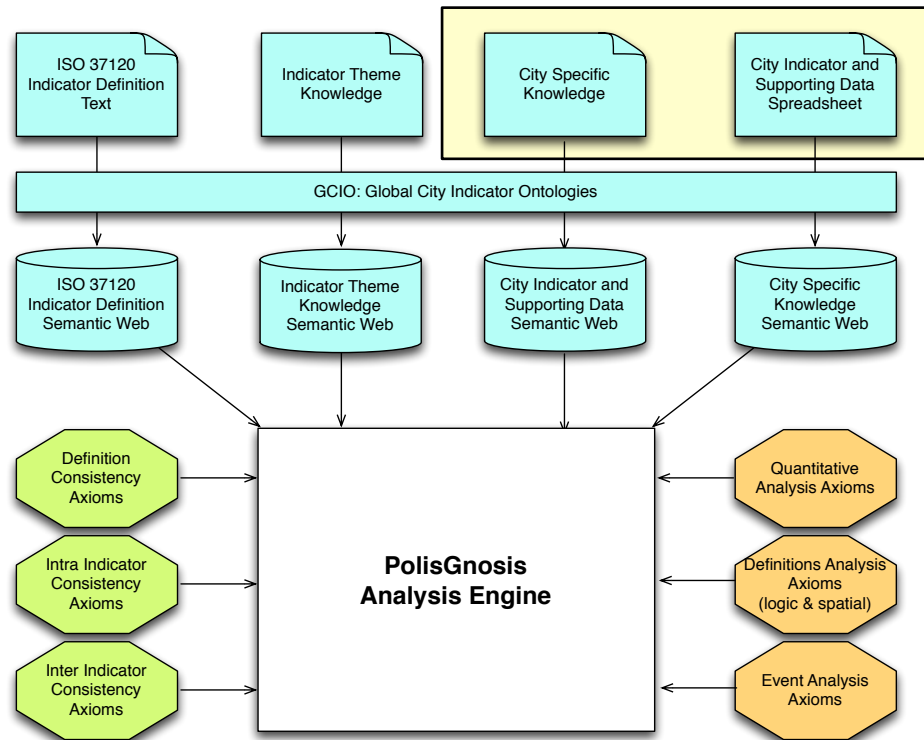 ISO 37120
Indicator Definition
Text
Indicator Theme
Knowledge
City Specific
Knowledge
City Indicator and
Supporting Data
Spreadsheet
GCIO: Global City Indicator Ontologies
ISO 37120
Indicator Definition
Semantic Web
Indicator Theme
Knowledge
Semantic Web
City Indicator and
Supporting Data
Semantic Web
City Specific
Knowledge
Semantic Web
Definition
Consistency
Axioms
Quantitative
Analysis Axioms
PolisGnosis
Analysis Engine
Intra Indicator
Consistency
Axioms
Definitions Analysis
Axioms
(logic & spatial)
Inter Indicator
Consistency
Axioms
Event Analysis
Axioms